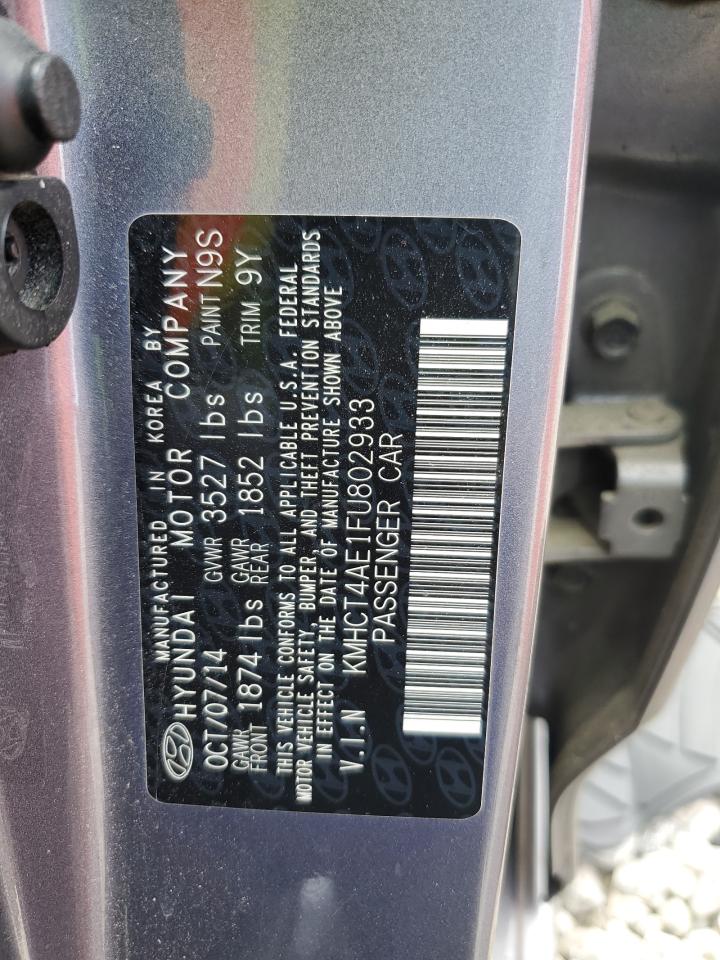 MANUFACTURED IN KOREA BY
HYUNDAI MOTOR COMPANY
OCT/07/14 GVWR 3527 lbs PAINT N9S
GAWR FRONT 1874 lbs GAWR REAR 1852 lbs TRIM 9Y
THIS VEHICLE CONFORMS TO ALL APPLICABLE U.S.A. FEDERAL
MOTOR VEHICLE SAFETY, BUMPER, AND THEFT PREVENTION STANDARDS
IN EFFECT ON THE DATE OF MANUFACTURE SHOWN ABOVE
V.I.N KMHCT4AE1FU802933
PASSENGER CAR